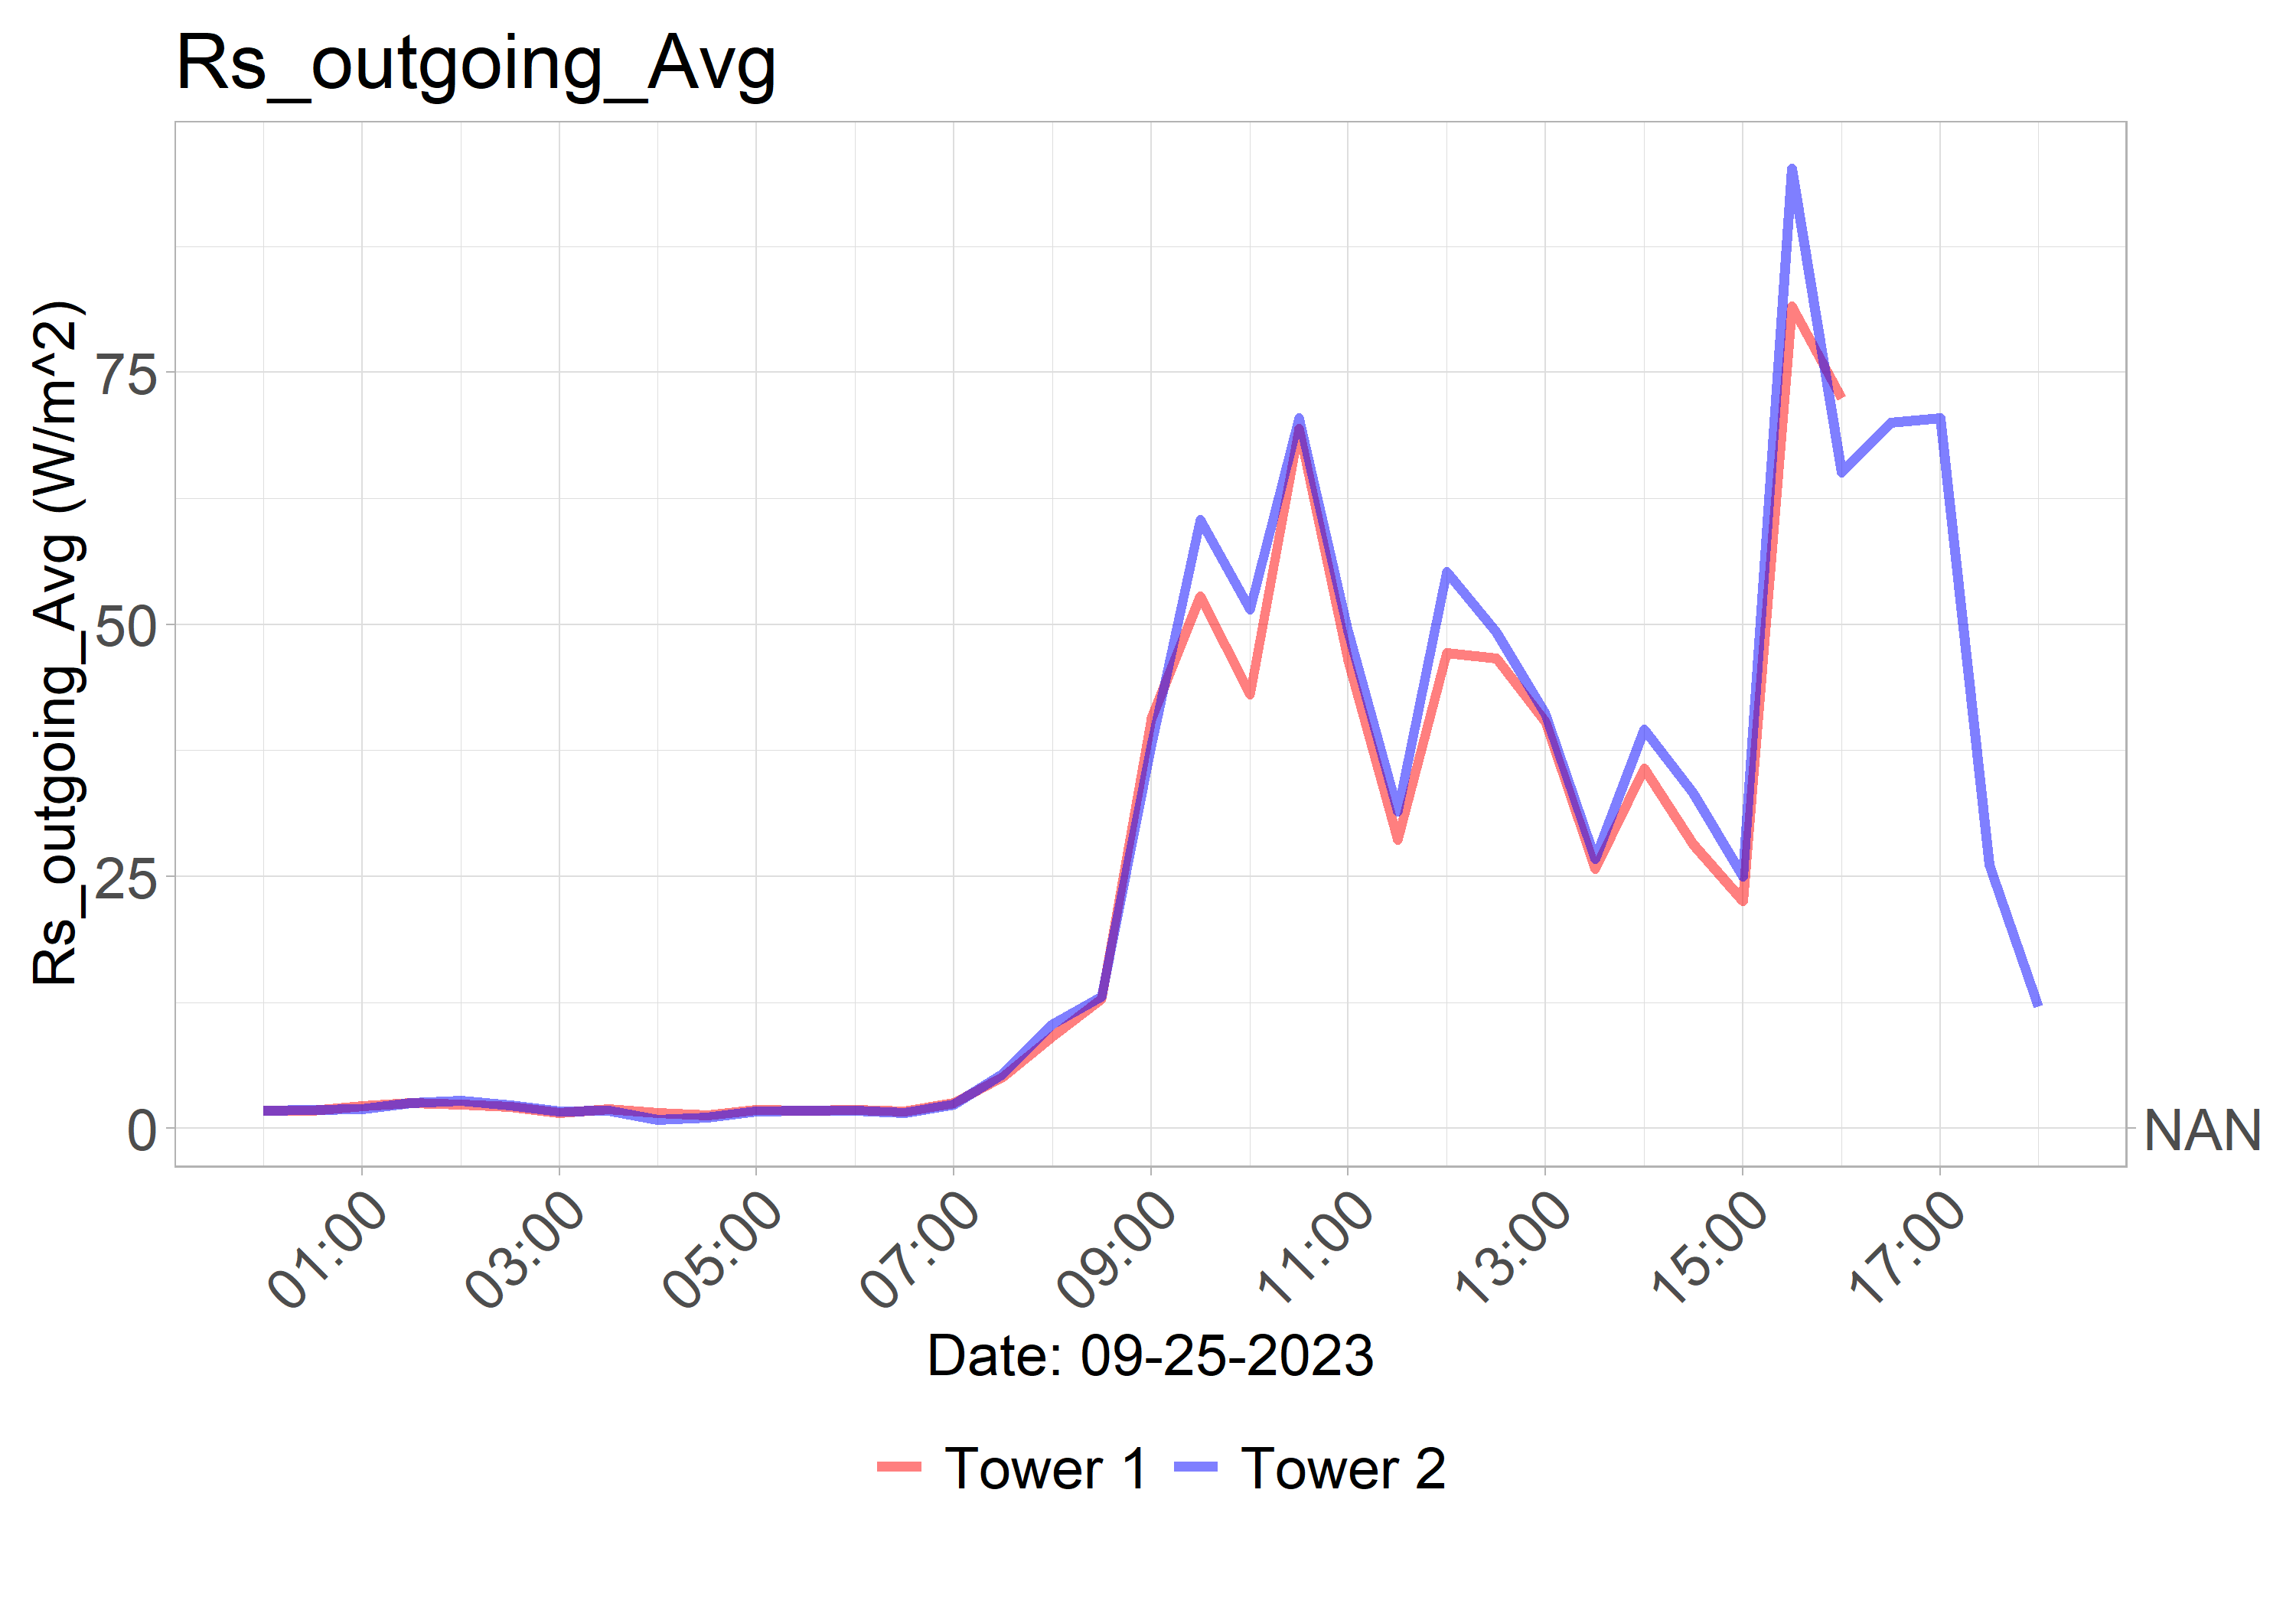 Rs_outgoing_Avg
Rs_outgoing_Avg (W/m^2)
75
50
25
0
NAN
01:00
03:00
05:00
07:00
09:00
11:00
13:00
15:00
17:00
Date: 09-25-2023
Tower 1
Tower 2